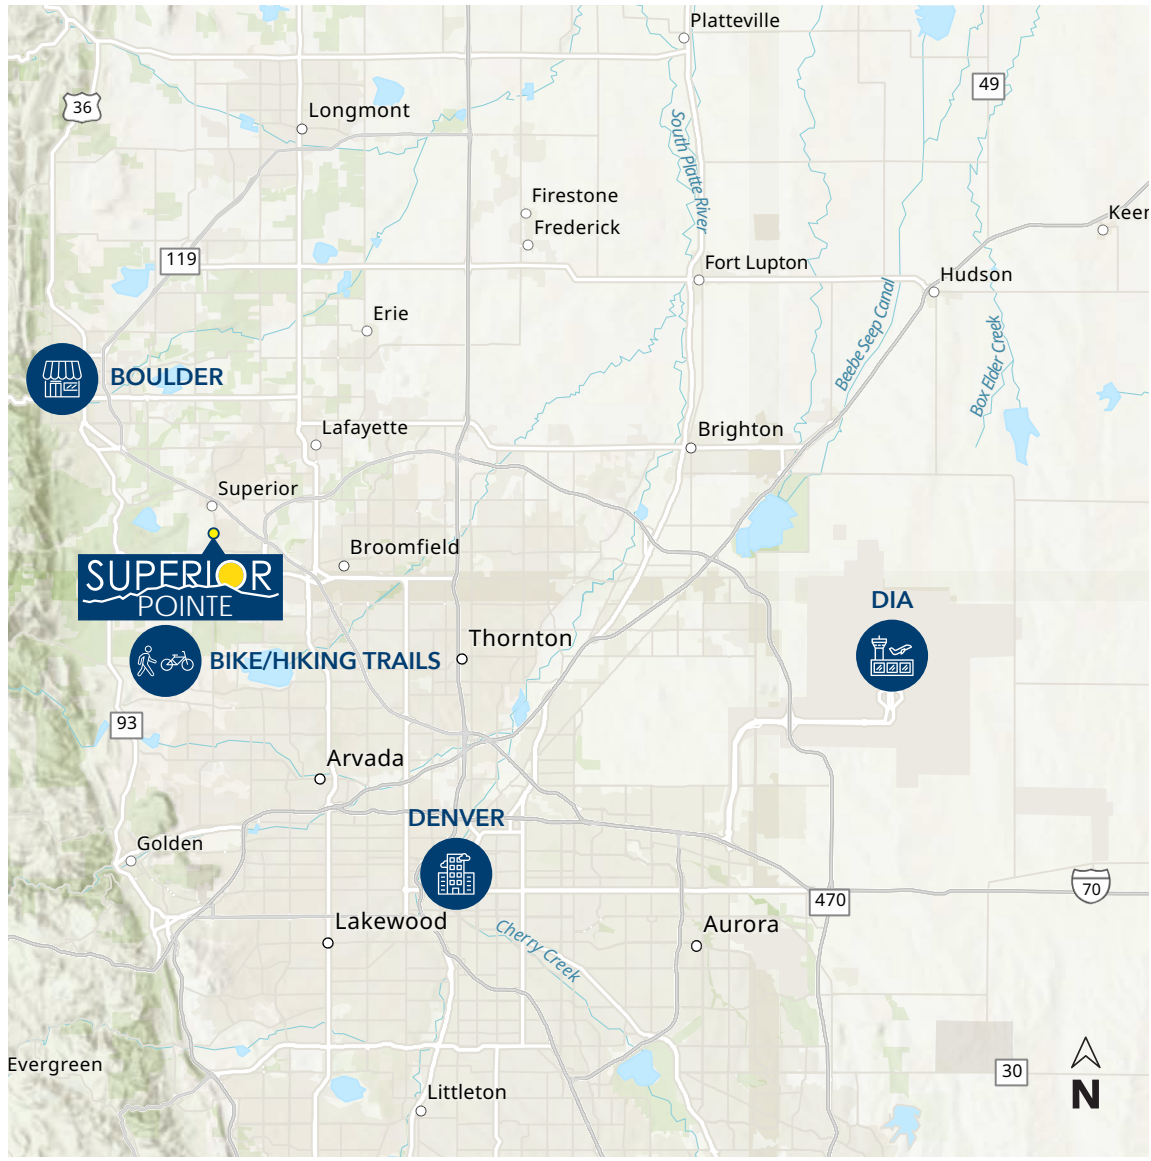 Platteville
36
49
Longmont
South Platte River
Firestone
Keer
Frederick
119
Fort Lupton
Hudson
Beebe Seep Canal
Erie
Box Elder Creek
BOULDER
Lafayette
Brighton
Superior
Broomfield
SUPERIOR
POINTE
DIA
Thornton
BIKE/HIKING TRAILS
93
Arvada
DENVER
Golden
70
470
Lakewood
Cherry Creek
Aurora
Evergreen
30
Littleton
N